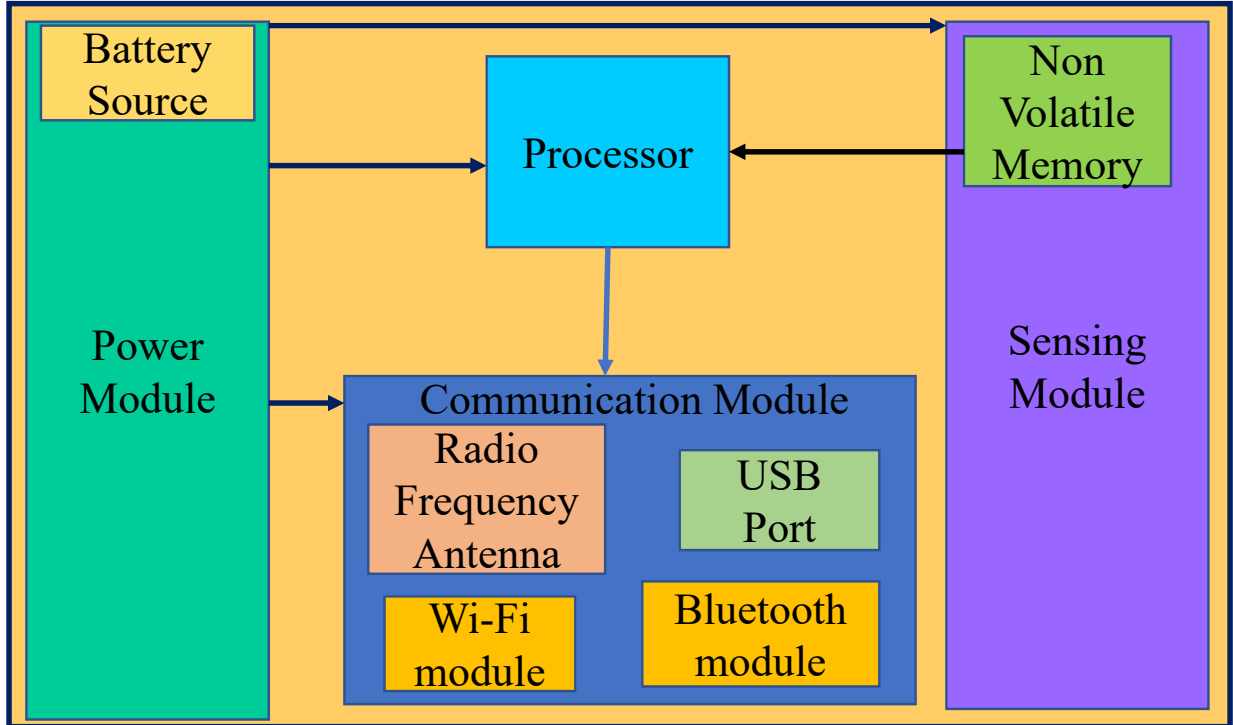 Battery
Source
Non
Volatile
Memory
Processor
Power
Module
Sensing
Module
Communication Module
Radio
Frequency
Antenna
USB
Port
Wi-Fi
module
Bluetooth
module